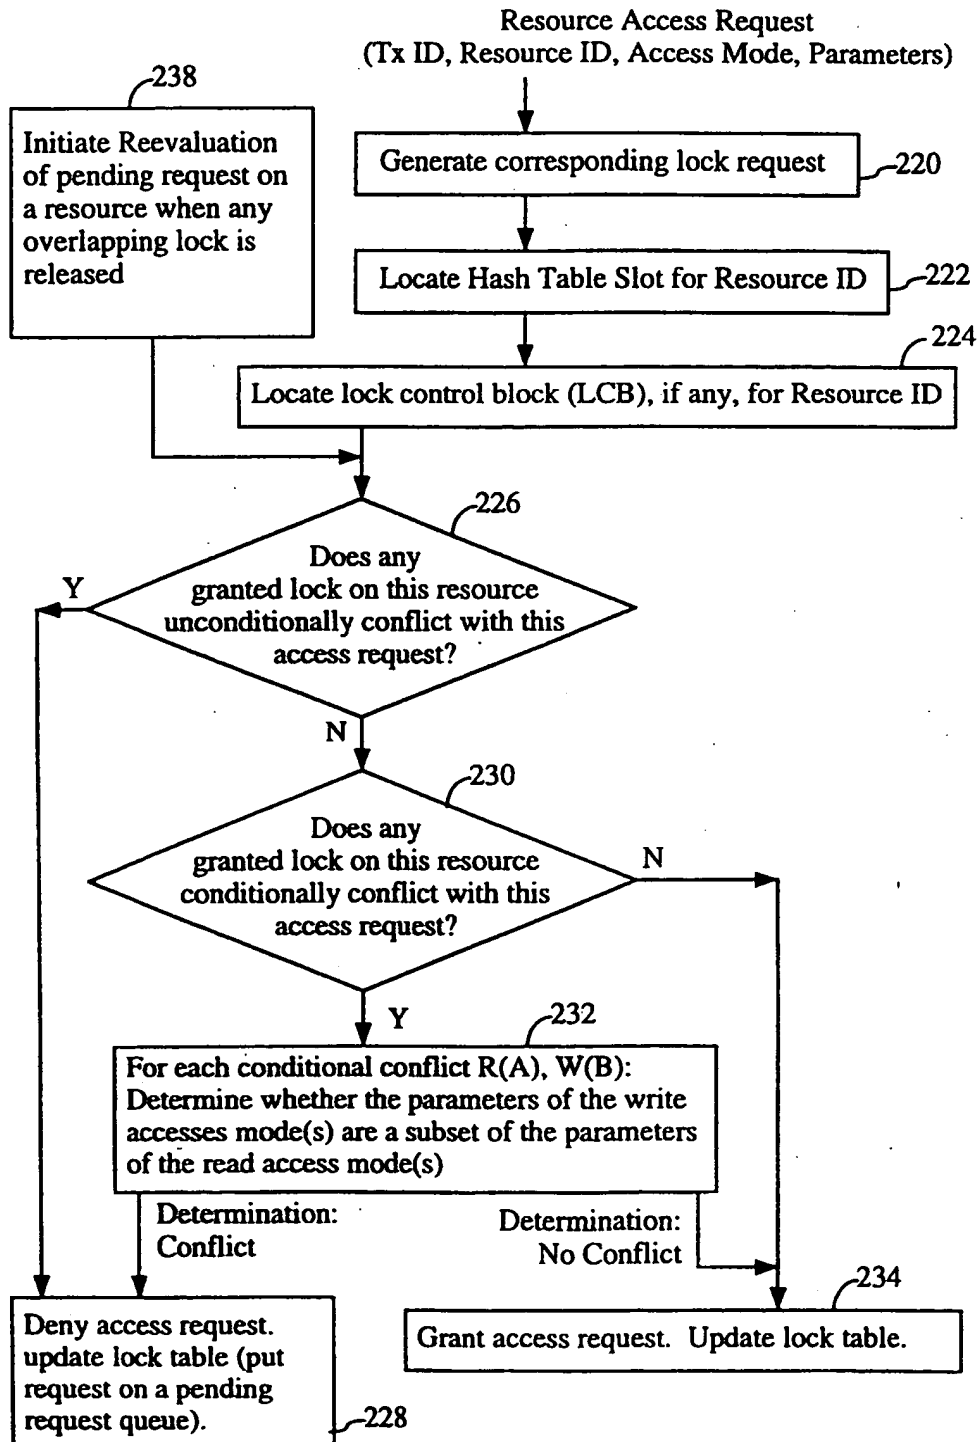 Resource Access Request
(Tx ID, Resource ID, Access Mode, Parameters)
238
Initiate Reevaluation
of pending request on
a resource when any
overlapping lock is
released
Generate corresponding lock request
220
Locate Hash Table Slot for Resource ID
222
224
Locate lock control block (LCB), if any, for Resource ID
226
Does any
granted lock on this resource
unconditionally conflict with this
access request?
Y
N
230
Does any
granted lock on this resource
conditionally conflict with this
access request?
N
Y
232
For each conditional conflict R(A), W(B):
Determine whether the parameters of the write
accesses mode(s) are a subset of the parameters
of the read access mode(s)
Determination:
Conflict
Determination:
No Conflict
234
Deny access request.
update lock table (put
request on a pending
request queue).
228
Grant access request. Update lock table.